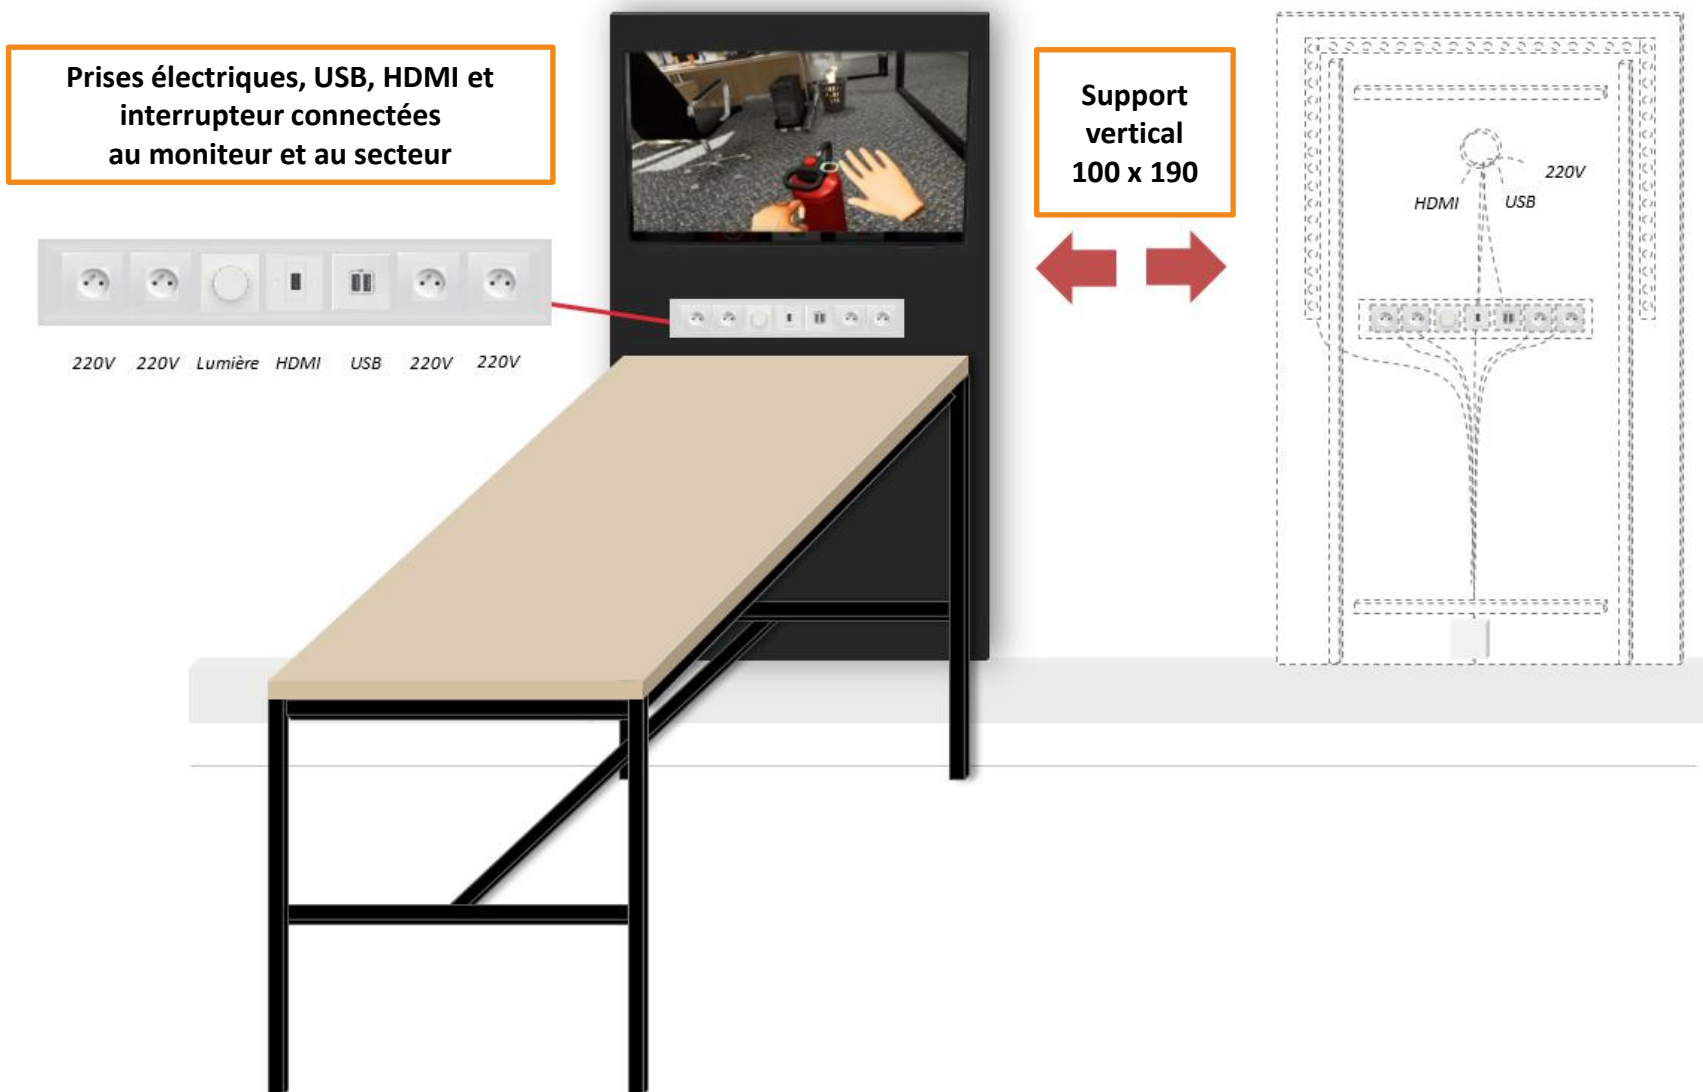 Prises électriques, USB, HDMI et
interrupteur connectées
au moniteur et au secteur
Support
vertical
100 x 190
220V
HDMI USB
220V 220V Lumière HDMI USB 220V 220V